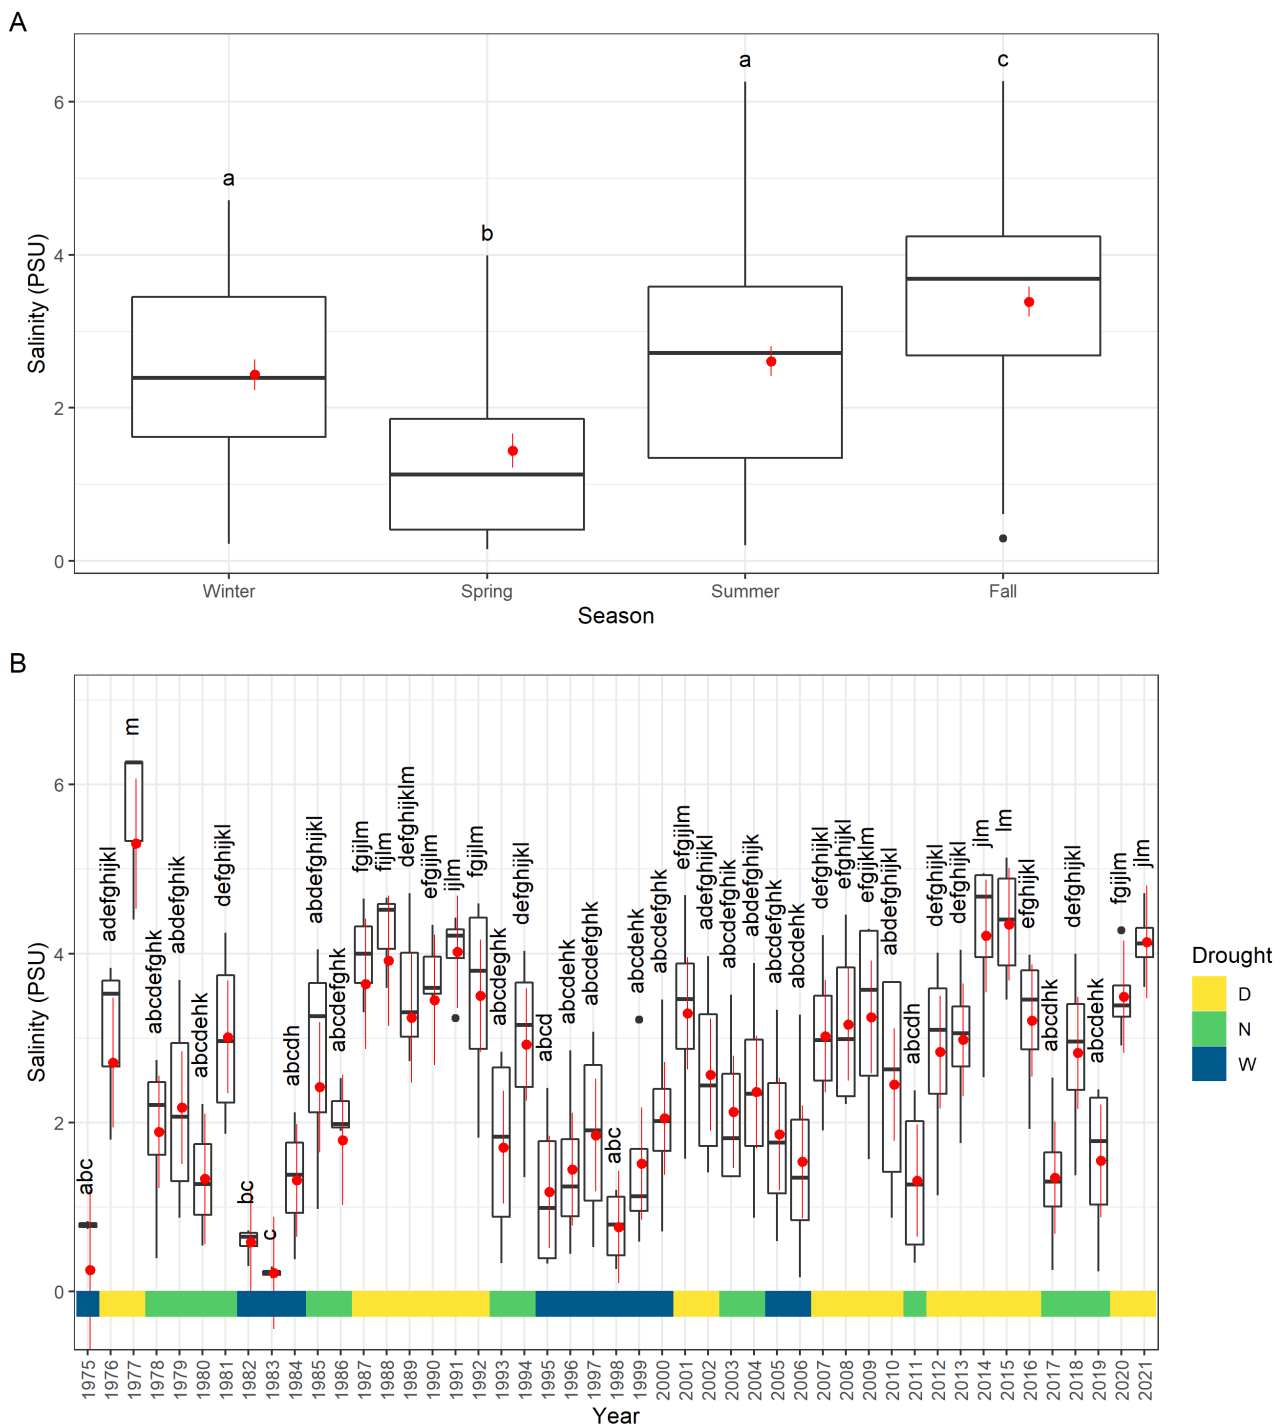 A
a
b
a
c
6
4
2
0
Salinity (PSU)
Winter Spring Summer Fall
Season
B
abc
adefghijkl
m
abcdefghk
abdefghik
abcdehk
defghijkl
bc
c
abcdh
abdefghijkl
abcdefghk
fgijlm
fijlm
defghijklm
efgijlm
ijlm
fgijlm
abcdeghk
defghijkl
abcd
abcdehk
abcdefghk
abc
abcdehk
abcdefghk
efgijlm
adefghijkl
abcdefghik
abdefghijk
abcdefghk
abcdehk
defghijkl
efghijkl
efgijklm
abdefghijkl
abcdh
defghijkl
defghijkl
jlm
lm
efghijkl
abcdhk
defghijkl
abcdehk
fgijlm
jlm
6
4
2
0
Salinity (PSU)
1975 1976 1977 1978 1979 1980 1981 1982 1983 1984 1985 1986 1987 1988 1989 1990 1991 1992 1993 1994 1995 1996 1997 1998 1999 2000 2001 2002 2003 2004 2005 2006 2007 2008 2009 2010 2011 2012 2013 2014 2015 2016 2017 2018 2019 2020 2021
Year
Drought
D
N
W